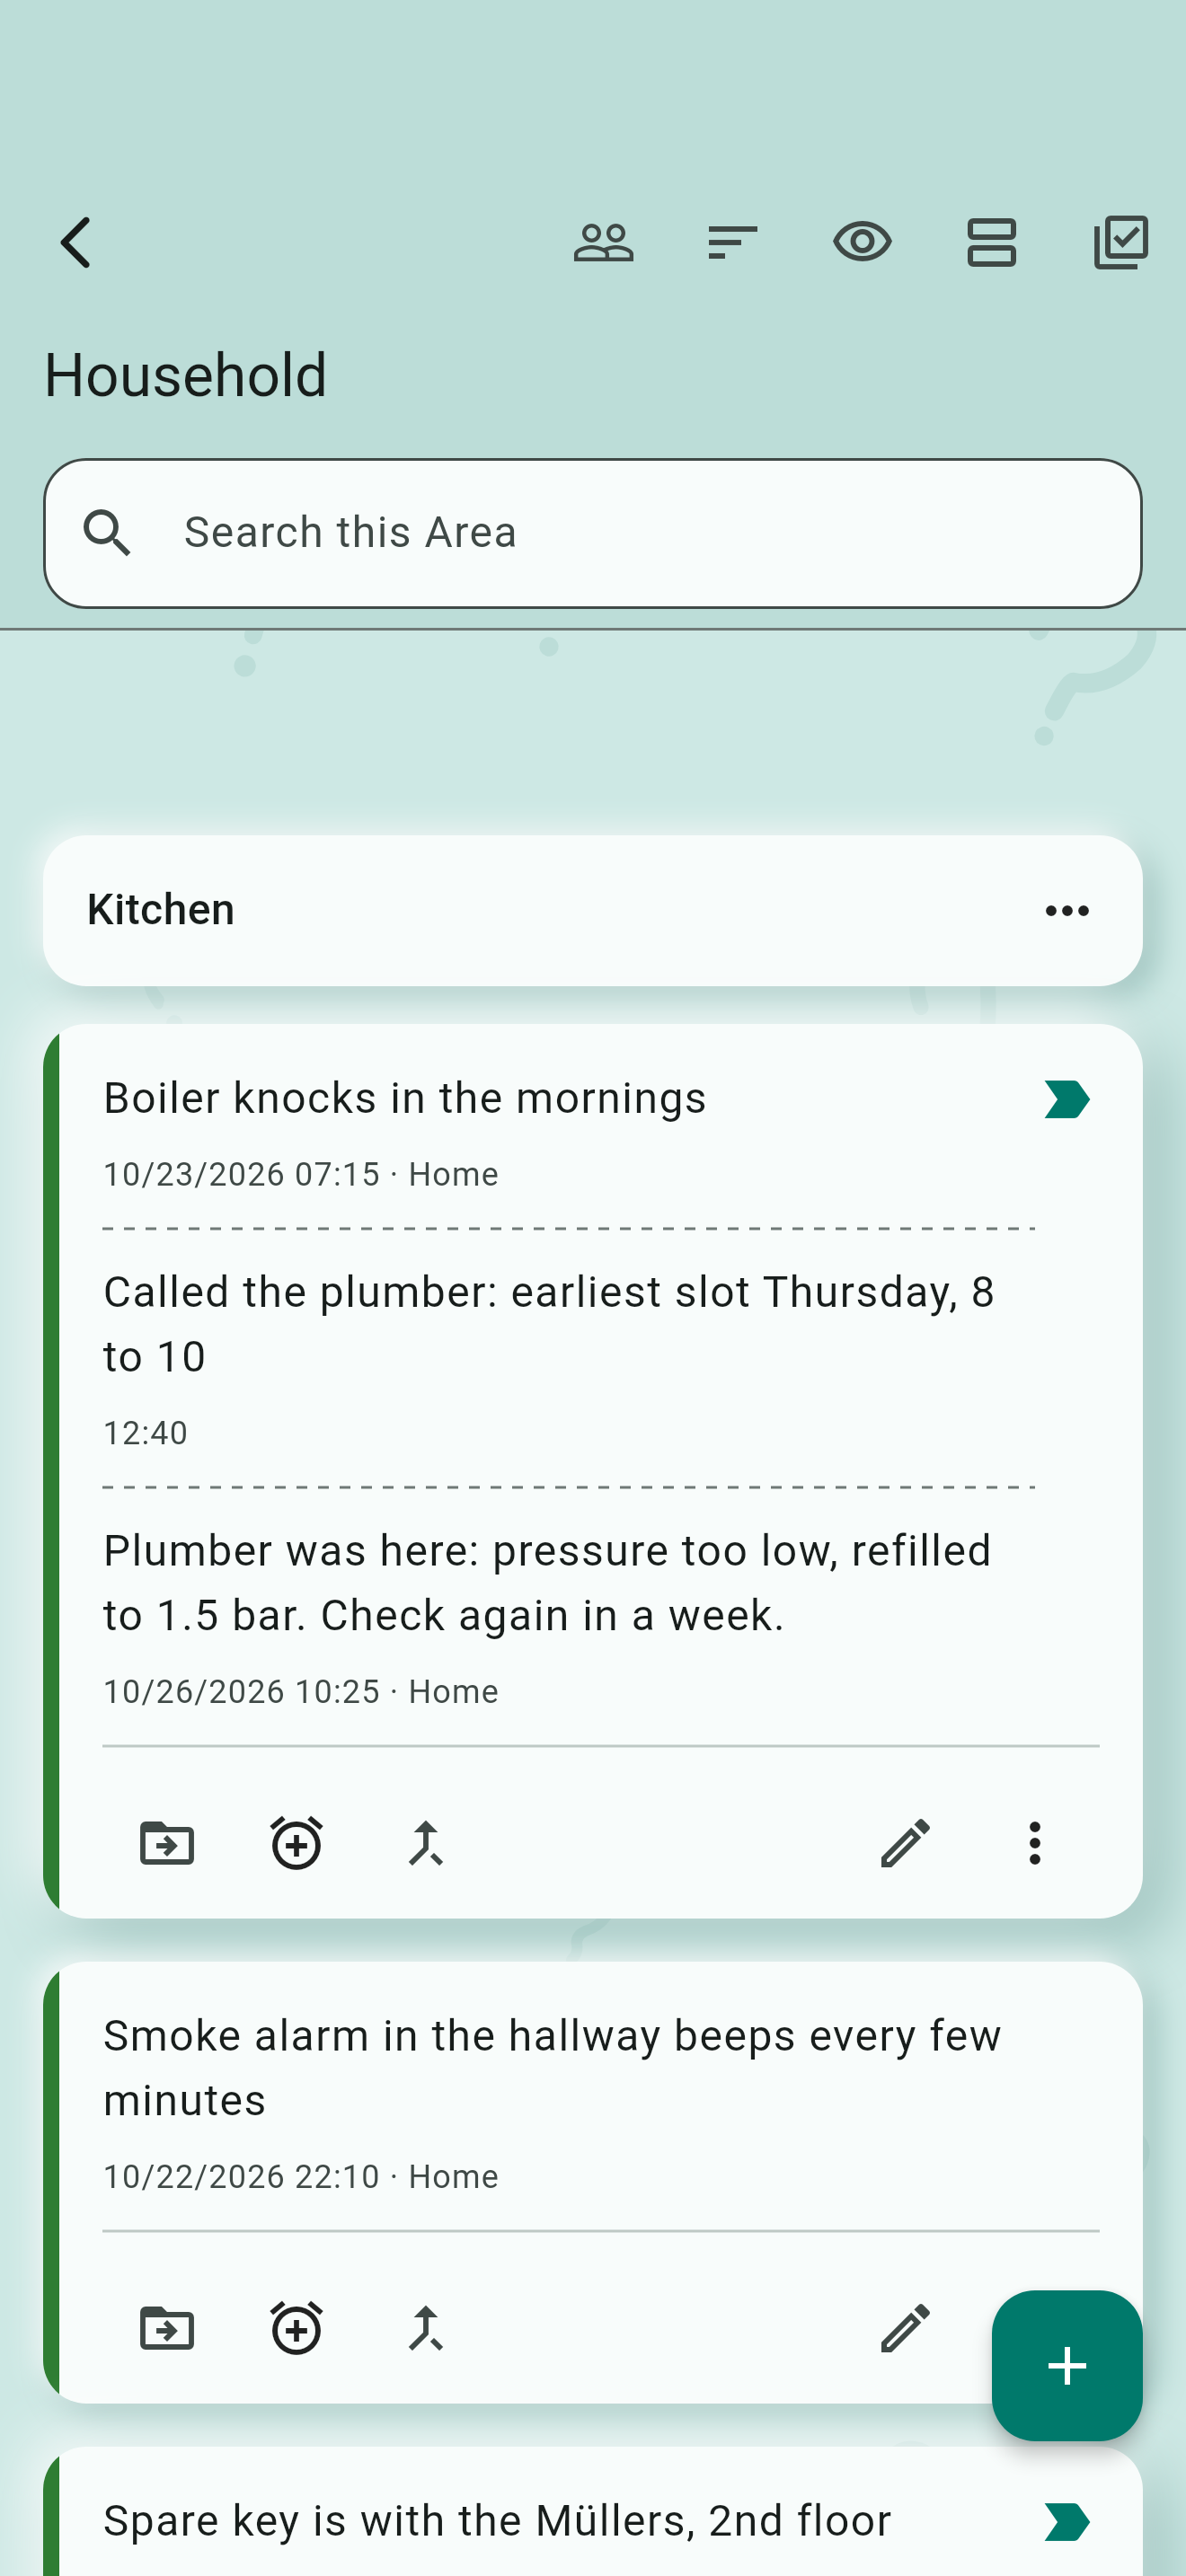 Household
Search this Area
Kitchen
Boiler knocks in the mornings
10/23/2026 07:15 · Home
Called the plumber: earliest slot Thursday, 8
to 10
12:40
Plumber was here: pressure too low, refilled
to 1.5 bar. Check again in a week.
10/26/2026 10:25 · Home
Smoke alarm in the hallway beeps every few
minutes
10/22/2026 22:10 · Home
Spare key is with the Müllers, 2nd floor